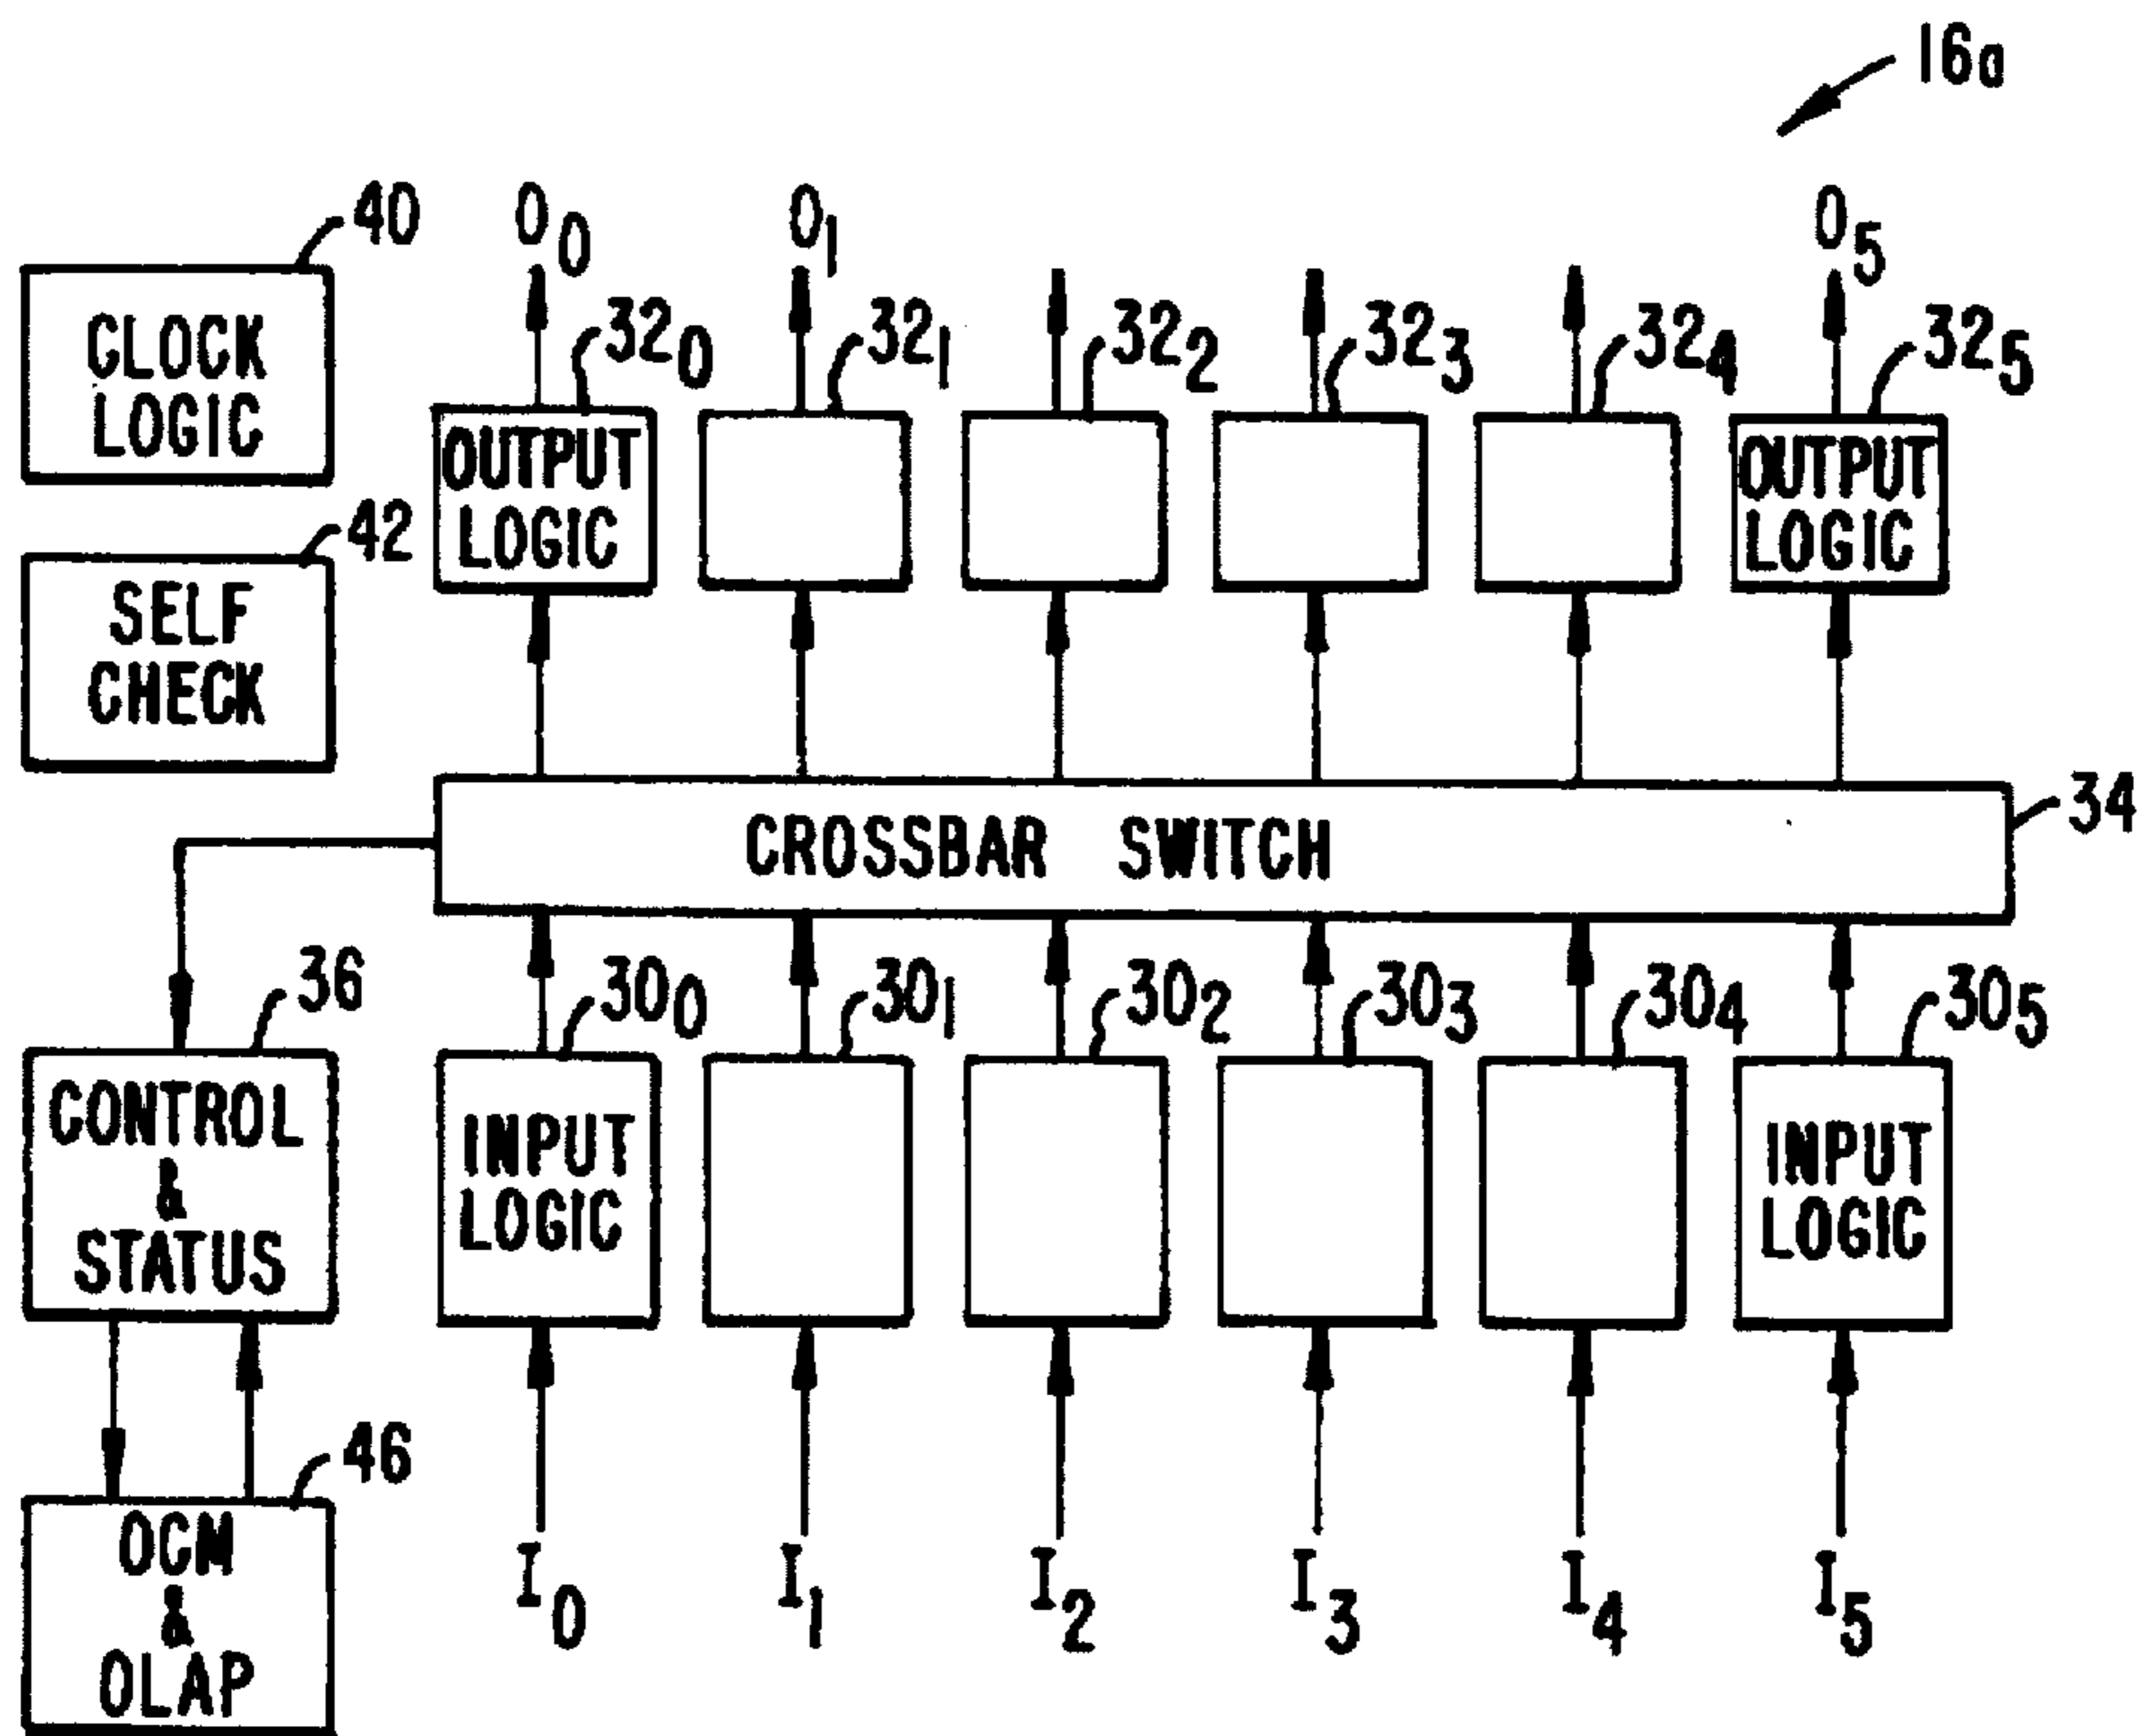 16a
40
O0
O1
O5
CLOCK
LOGIC
320
321
322
323
324
325
OUTPUT
LOGIC
OUTPUT
LOGIC
42
SELF
CHECK
CROSSBAR SWITCH
34
36
300
301
302
303
304
305
CONTROL
&
STATUS
INPUT
LOGIC
INPUT
LOGIC
46
OCM
&
OLAP
I0
I1
I2
I3
I4
I5